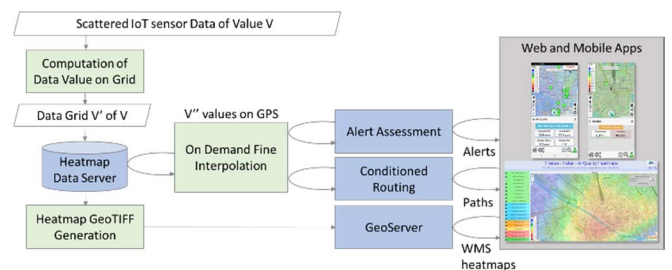 Scattered IoT sensor Data of Value V
Computation of
Data Value on Grid
Data Grid V' of V
Heatmap
Data Server
Heatmap GeoTIFF
Generation
V'' values on GPS
On Demand Fine
Interpolation
Alert Assessment
Conditioned
Routing
GeoServer
Alerts
Paths
WMS
heatmaps
Web and Mobile Apps